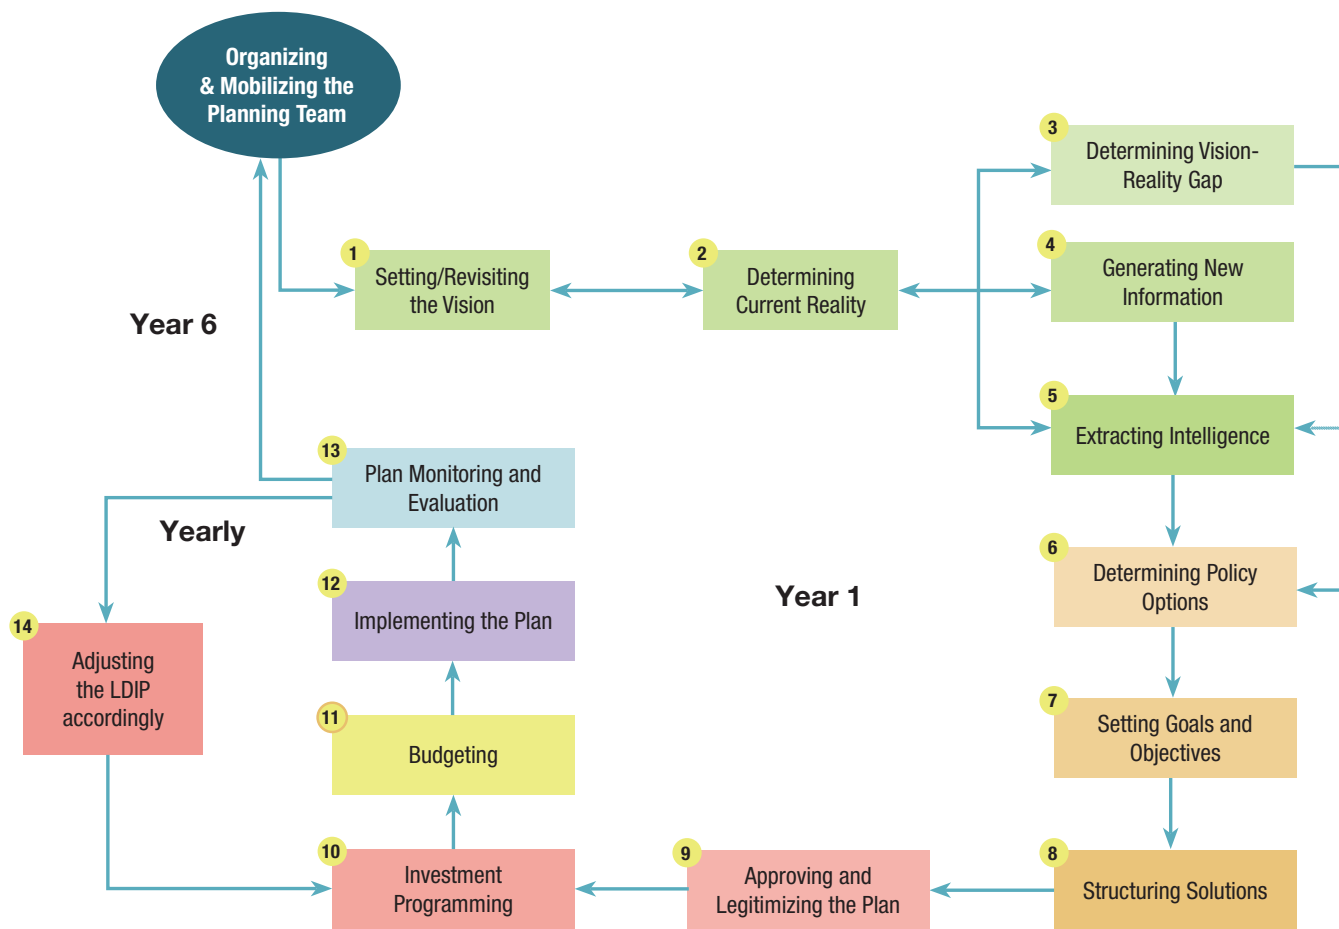 Organizing
& Mobilizing the
Planning Team
1
Setting/Revisiting
the Vision
2
Determining
Current Reality
3
Determining Vision-
Reality Gap
4
Generating New
Information
5
Extracting Intelligence
6
Determining Policy
Options
7
Setting Goals and
Objectives
8
Structuring Solutions
9
Approving and
Legitimizing the Plan
10
Investment
Programming
11
Budgeting
12
Implementing the Plan
13
Plan Monitoring and
Evaluation
14
Adjusting
the LDIP
accordingly
Year 6
Yearly
Year 1